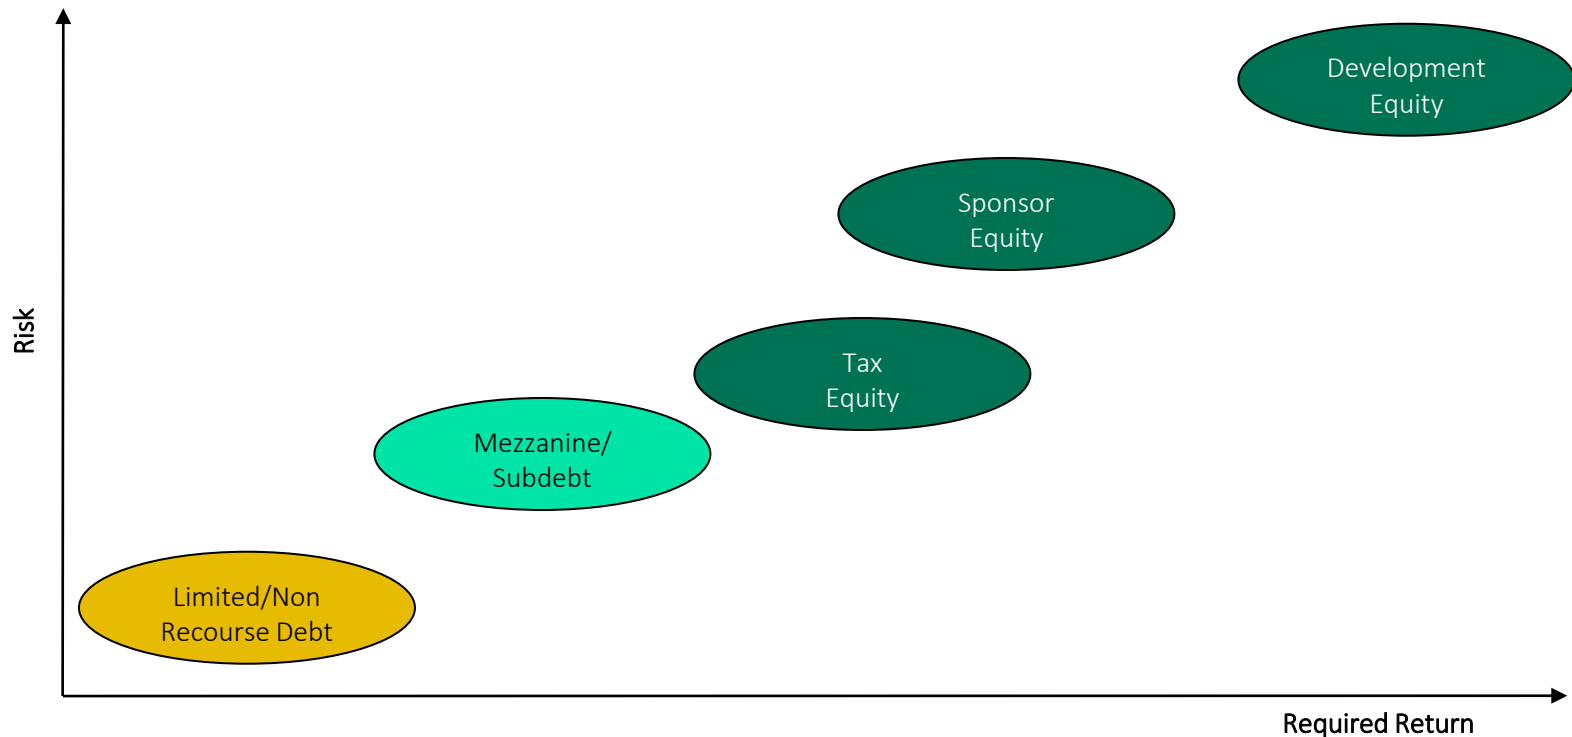 Development
Equity
Sponsor
Equity
Risk
Tax
Equity
Mezzanine/
Subdebt
Limited/Non
Recourse Debt
Required Return